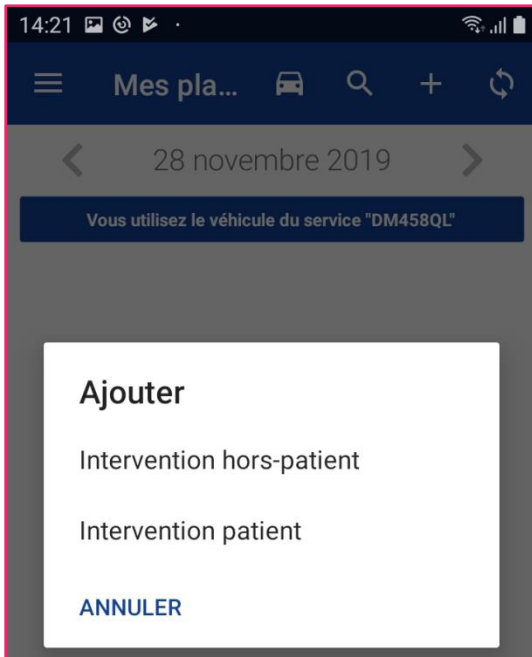 14:21
Mes pla...
28 novembre 2019
Vous utilisez le véhicule du service "DM458QL"
Ajouter
Intervention hors-patient
Intervention patient
ANNULER